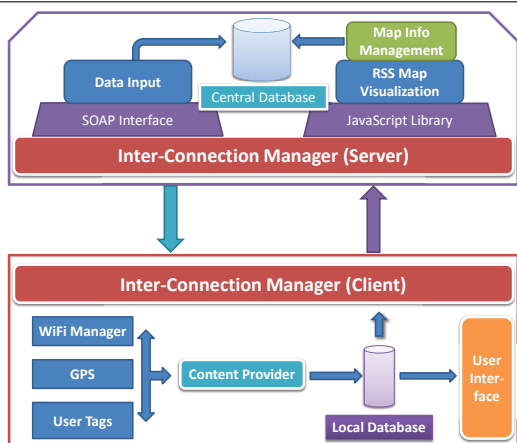 Map Info
Management
Data Input
Central Database
RSS Map
Visualization
SOAP Interface
JavaScript Library
Inter-Connection Manager (Server)
Inter-Connection Manager (Client)
WiFi Manager
GPS
User Tags
Content Provider
Local Database
User
Inter-
face